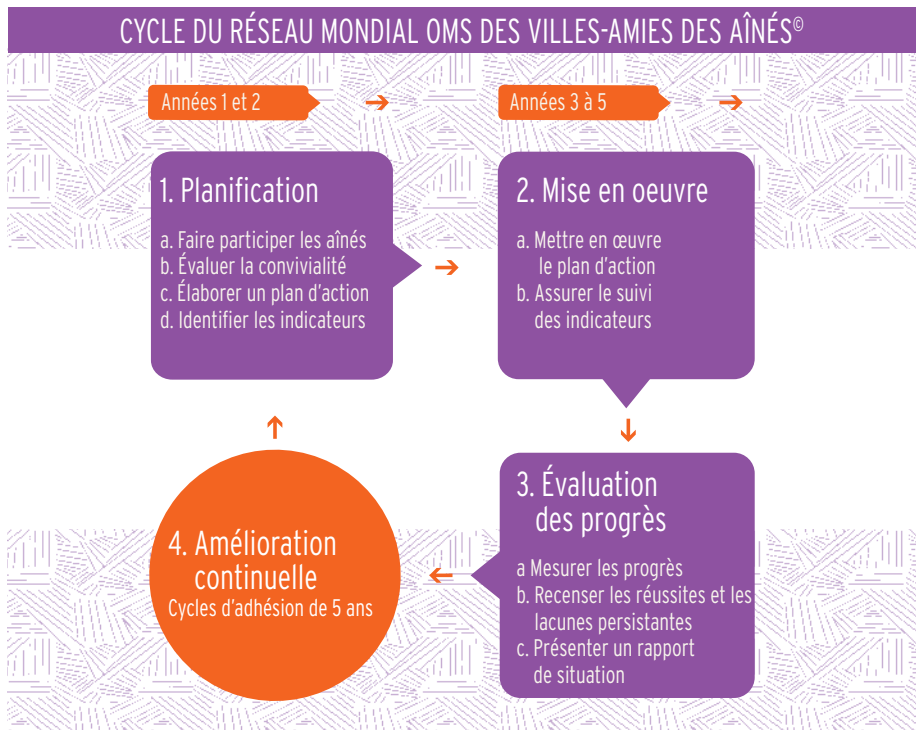 CYCLE DU RÉSEAU MONDIAL OMS DES VILLES-AMIES DES AÎNÉS©
Années 1 et 2
Années 3 à 5
1. Planification
a. Faire participer les aînés
b. Évaluer la convivialité
c. Élaborer un plan d'action
d. Identifier les indicateurs
2. Mise en oeuvre
a. Mettre en œuvre
le plan d'action
b. Assurer le suivi
des indicateurs
3. Évaluation
des progrès
a Mesurer les progrès
b. Recenser les réussites et les
lacunes persistantes
c. Présenter un rapport
de situation
4. Amélioration
continuelle
Cycles d'adhésion de 5 ans